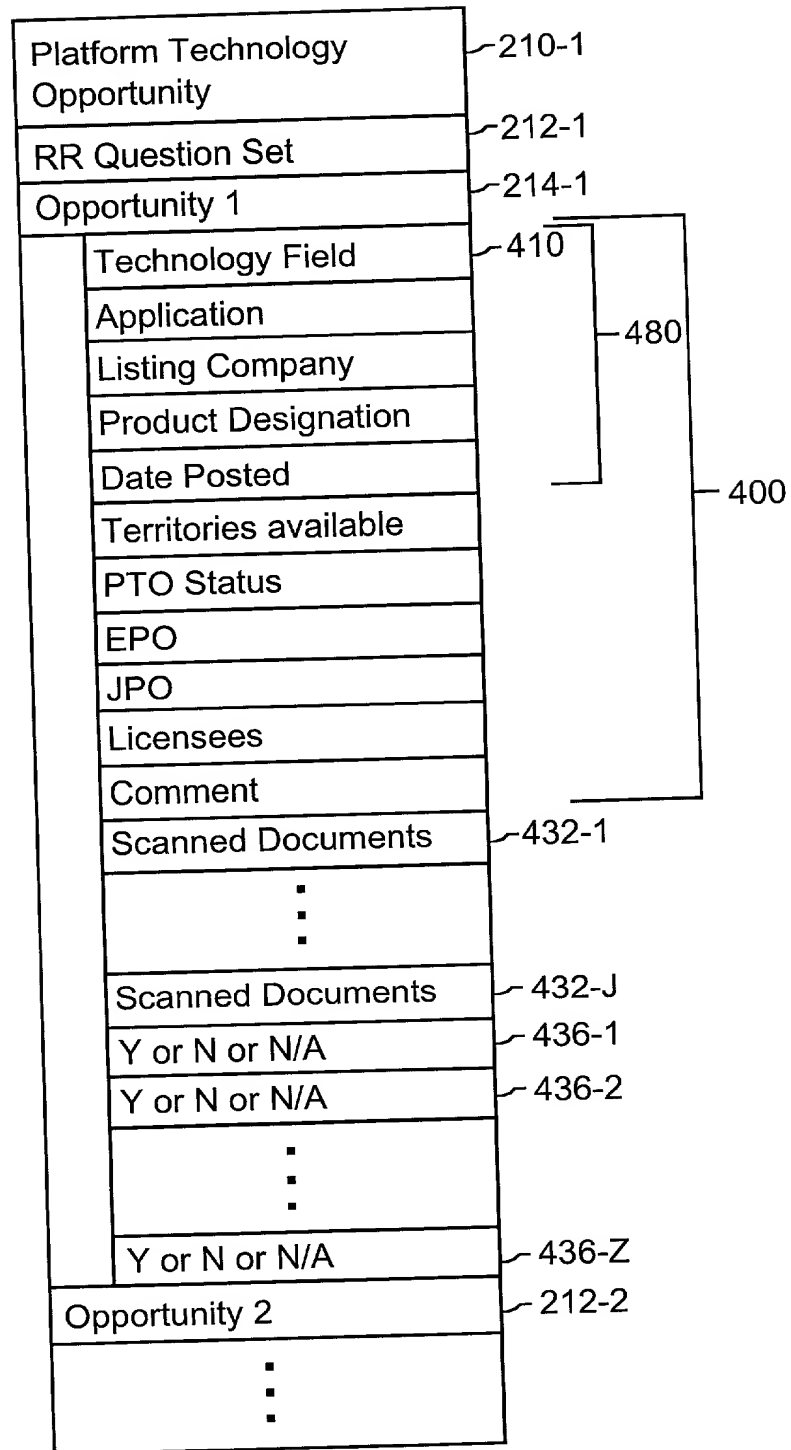 Platform Technology 210-1
Opportunity
RR Question Set 212-1
Opportunity 1 214-1
Technology Field 410
Application
480
Listing Company
Product Designation
Date Posted
400
Territories available
PTO Status
EPO
JPO
Licensees
Comment
Scanned Documents 432-1
Scanned Documents 432-J
Y or N or N/A 436-1
Y or N or N/A 436-2
Y or N or N/A 436-Z
Opportunity 2 212-2